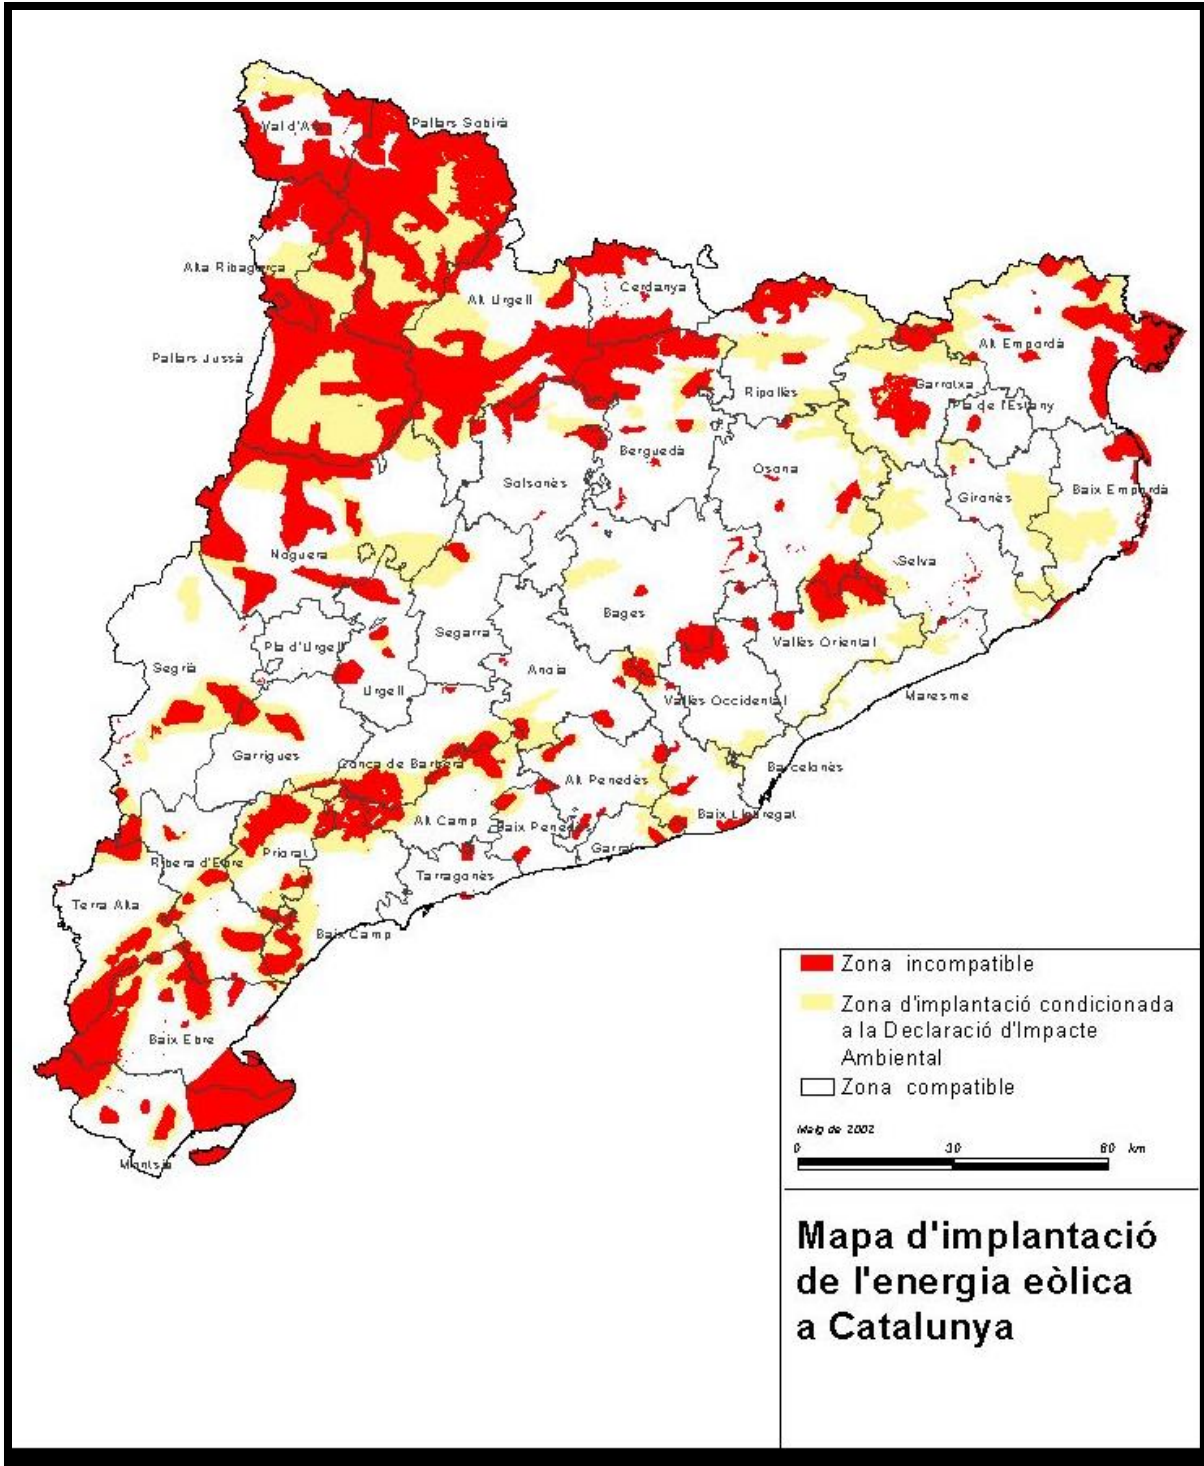 Val d'Aran
Pallars Sobirà
Alta Ribagorça
Cerdanya
Alt Urgell
Alt Empordà
Pallars Jussà
Garrotxa
Ripollès
Pla de l'Estany
Berguedà
Osona
Solsonès
Gironès
Baix Empordà
Noguera
Selva
Bages
Segarra
Pla d'Urgell
Vallès Oriental
Segrià
Anoia
Urgell
Vallès Occidental
Maresme
Garrigues
Conca de Barberà
Barcelonès
Alt Penedès
Baix Llobregat
Alt Camp
Baix Penedès
Garraf
Priorat
Ribera d'Ebre
Tarragonès
Terra Alta
Baix Camp
Baix Ebre
Montsià
Zona incompatible
Zona d'implantació condicionada
a la Declaració d'Impacte
Ambiental
Zona compatible
Maig de 2002
0 30 60 km
Mapa d'implantació
de l'energia eòlica
a Catalunya